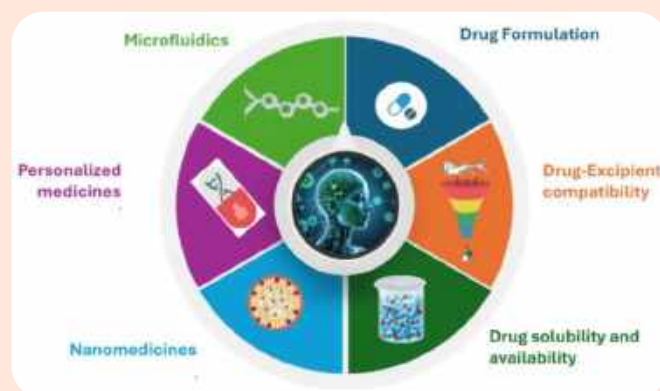 Microfluidics
Drug Formulation
Personalized
medicines
Drug-Excipient
compatibility
Nanomedicines
Drug solubility and
availability